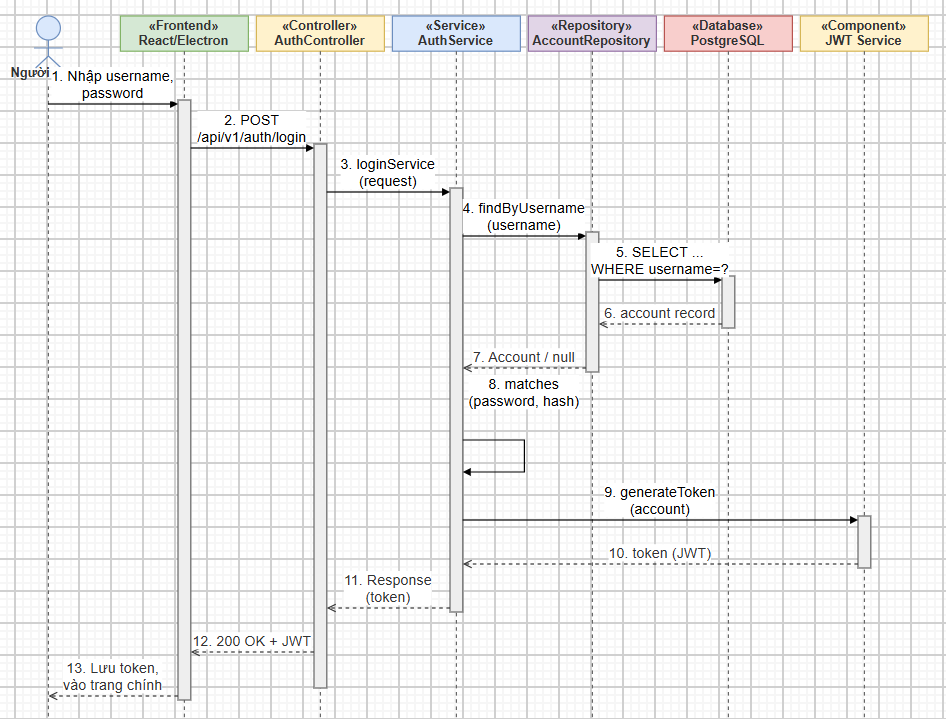 «Frontend»
React/Electron
«Controller»
AuthController
«Service»
AuthService
«Repository»
AccountRepository
«Database»
PostgreSQL
«Component»
JWT Service
Người
1. Nhập username,
password
2. POST
/api/v1/auth/login
3. loginService
(request)
4. findByUsername
(username)
5. SELECT ...
WHERE username=?
6. account record
7. Account / null
8. matches
(password, hash)
9. generateToken
(account)
10. token (JWT)
11. Response
(token)
12. 200 OK + JWT
13. Lưu token,
vào trang chính